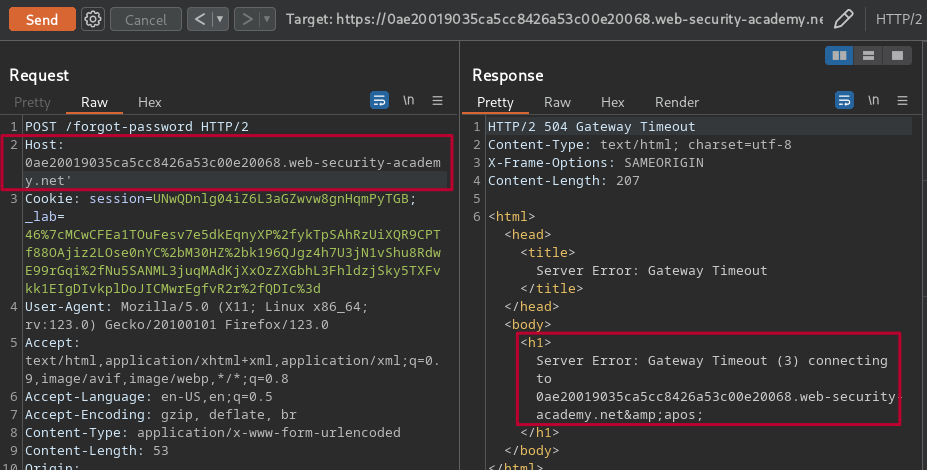 Send Cancel < > Target: https://0ae20019035ca5cc8426a53c00e20068.web-security-academy.ne HTTP/2
Request
Pretty Raw Hex \n
1 POST /forgot-password HTTP/2
2 Host:
0ae20019035ca5cc8426a53c00e20068.web-security-academ
y.net'
3 Cookie: session=UNwQDnlg04iZ6L3aGZwvw8gnHqmPyTGB;
_lab=
46%7cMCwCFEa1TOuFesv7e5dkEqnyXP%2fykTpSAhRzUiXQR9CPT
f88OAjiz2LOse0nYC%2bM30HZ%2bk196QJgz4h7U3jN1vShu8Rdw
E99rGqi%2fNu5SANML3juqMAdKjXxOzZXGbhL3FhldzjSky5TXFv
kk1EIgDIvkplDoJICMwrEgfvR2r%2fQDIc%3d
4 User-Agent: Mozilla/5.0 (X11; Linux x86_64;
rv:123.0) Gecko/20100101 Firefox/123.0
5 Accept:
text/html,application/xhtml+xml,application/xml;q=0.
9,image/avif,image/webp,*/*;q=0.8
6 Accept-Language: en-US,en;q=0.5
7 Accept-Encoding: gzip, deflate, br
8 Content-Type: application/x-www-form-urlencoded
9 Content-Length: 53
10 Origin:
Response
Pretty Raw Hex Render \n
1 HTTP/2 504 Gateway Timeout
2 Content-Type: text/html; charset=utf-8
3 X-Frame-Options: SAMEORIGIN
4 Content-Length: 207
5
6 <html>
<head>
<title>
Server Error: Gateway Timeout
</title>
</head>
<body>
<h1>
Server Error: Gateway Timeout (3) connecting
to
0ae20019035ca5cc8426a53c00e20068.web-security-
academy.net&amp;apos;
</h1>
</body>
</html>